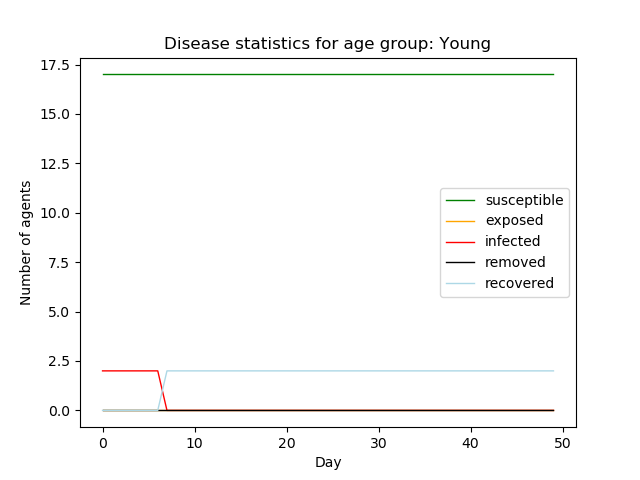 Disease statistics for age group: Young
17.5
15.0
12.5
10.0
7.5
5.0
2.5
0.0
Number of agents
susceptible
exposed
infected
removed
recovered
0 10 20 30 40 50
Day